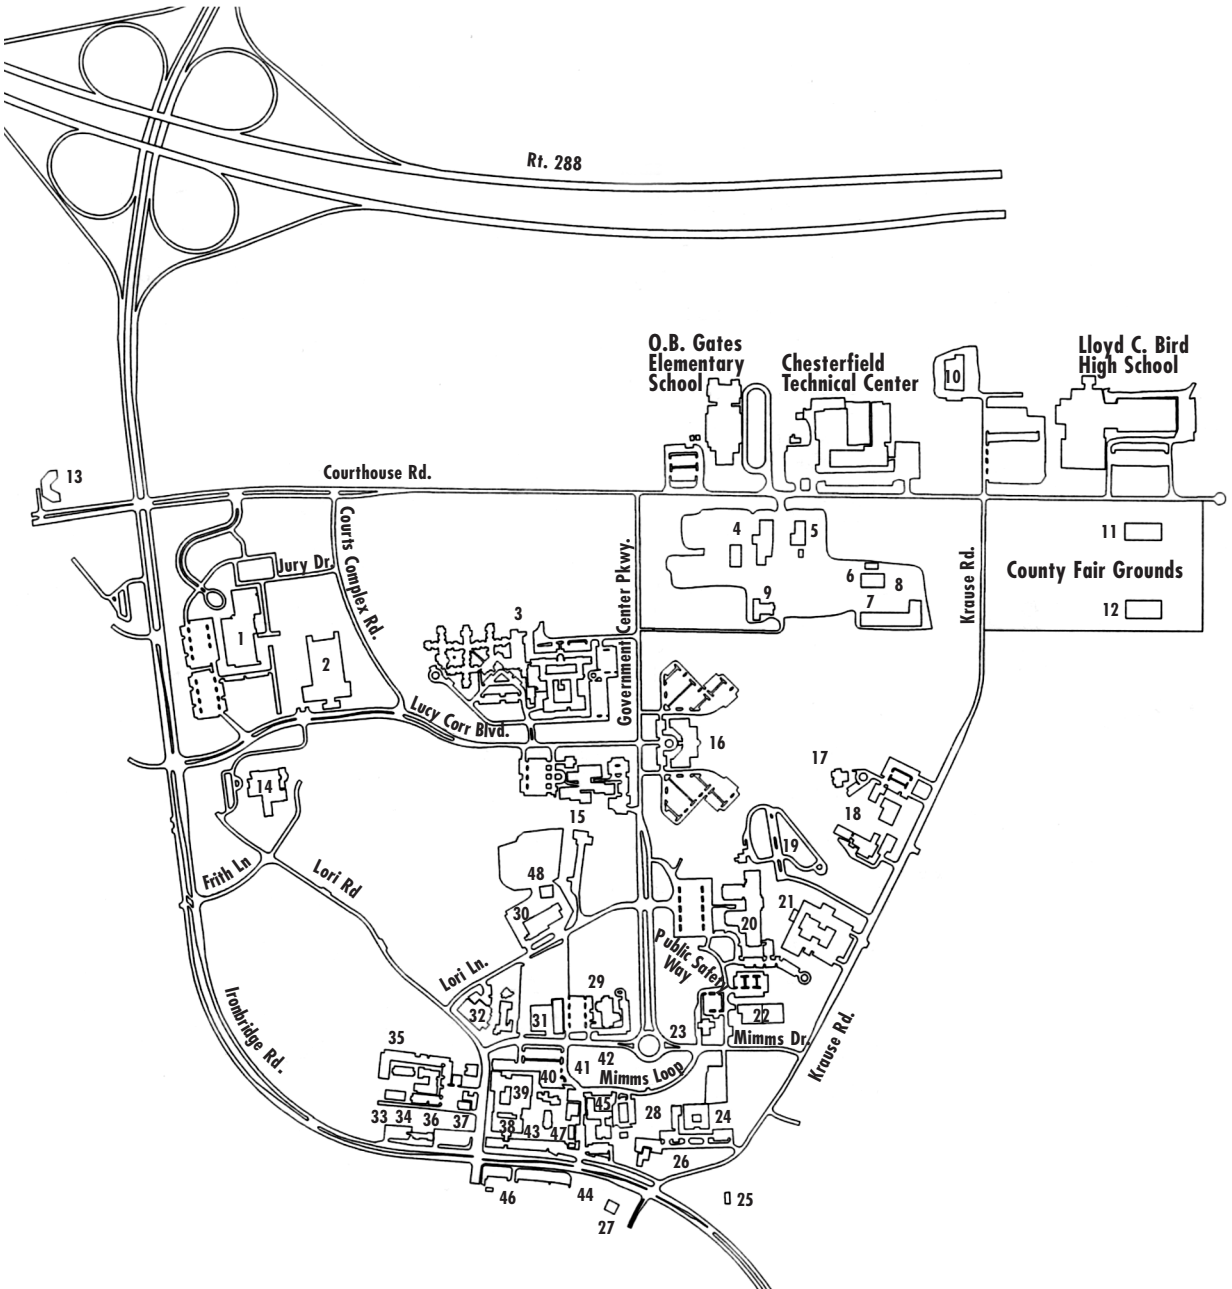 Rt. 288
O.B. Gates
Elementary
School
Chesterfield
Technical Center
10
Lloyd C. Bird
High School
13
Courthouse Rd.
Courts Complex Rd.
Jury Dr.
1
2
3
Government Center Pkwy.
4
5
6
7
8
9
Krause Rd.
11
County Fair Grounds
12
Lucy Corr Blvd.
14
15
16
17
18
19
20
21
Frith Ln
Lori Rd
48
30
Lori Ln.
Public Safety
Way
29
32
31
22
23
Mimms Dr.
Krause Rd.
Ironbridge Rd.
35
42
41
Mimms Loop
40
39
45
28
24
33
34
36
37
38
43
47
26
46
44
27
25